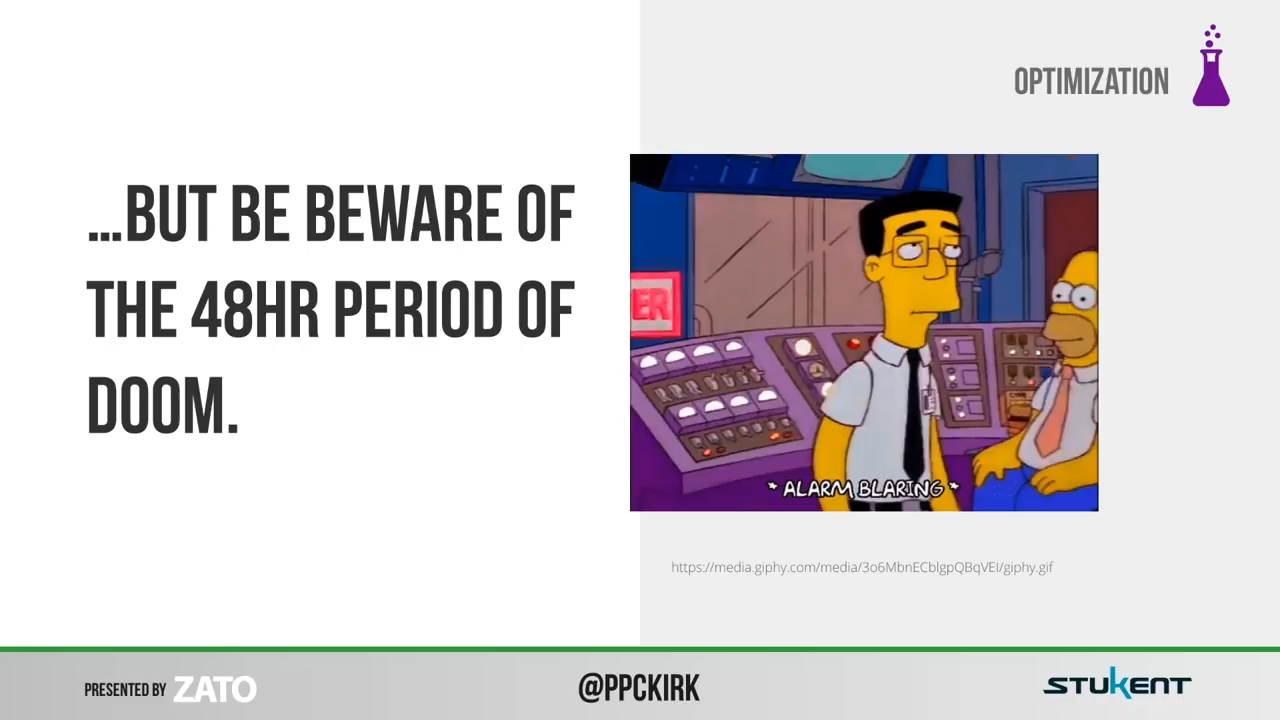 OPTIMIZATION
...BUT BE BEWARE OF
THE 48HR PERIOD OF
DOOM.
ER
* ALARM BLARING *
https://media.giphy.com/media/3o6MbnECblgpQBqVEI/giphy.gif
PRESENTED BY ZATO
@PPCKIRK
STUKENT